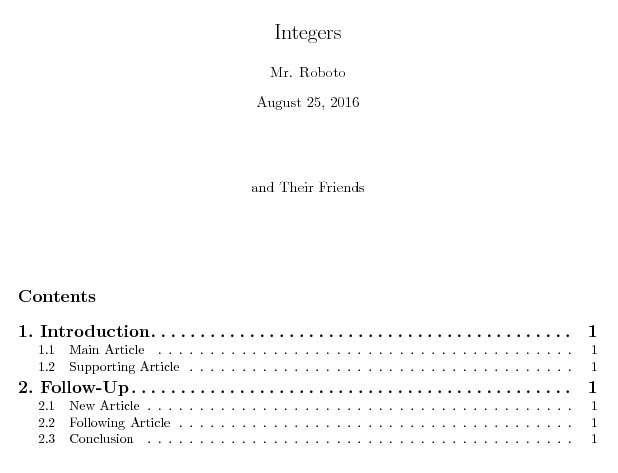 Integers
Mr. Roboto
August 25, 2016
and Their Friends
Contents
1. Introduction. . . . . . . . . . . . . . . . . . . . . . . . . . . . . . . . . . . . . . . . . . . 1
1.1 Main Article . . . . . . . . . . . . . . . . . . . . . . . . . . . . . . . . . . . . 1
1.2 Supporting Article . . . . . . . . . . . . . . . . . . . . . . . . . . . . . . . . . 1
2. Follow-Up. . . . . . . . . . . . . . . . . . . . . . . . . . . . . . . . . . . . . . . . . . . . . 1
2.1 New Article . . . . . . . . . . . . . . . . . . . . . . . . . . . . . . . . . . . . . 1
2.2 Following Article . . . . . . . . . . . . . . . . . . . . . . . . . . . . . . . . . . 1
2.3 Conclusion . . . . . . . . . . . . . . . . . . . . . . . . . . . . . . . . . . . . . 1